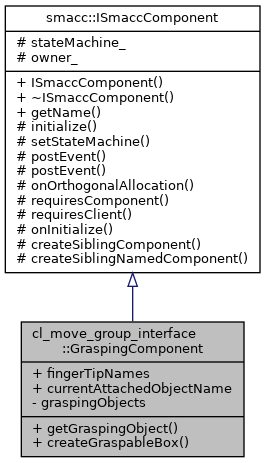 smacc::ISmaccComponent
# stateMachine_
# owner_
+ ISmaccComponent()
+ ~ISmaccComponent()
+ getName()
# initialize()
# setStateMachine()
# postEvent()
# postEvent()
# onOrthogonalAllocation()
# requiresComponent()
# requiresClient()
# onInitialize()
# createSiblingComponent()
# createSiblingNamedComponent()
cl_move_group_interface
::GraspingComponent
+ fingerTipNames
+ currentAttachedObjectName
- graspingObjects
+ getGraspingObject()
+ createGraspableBox()